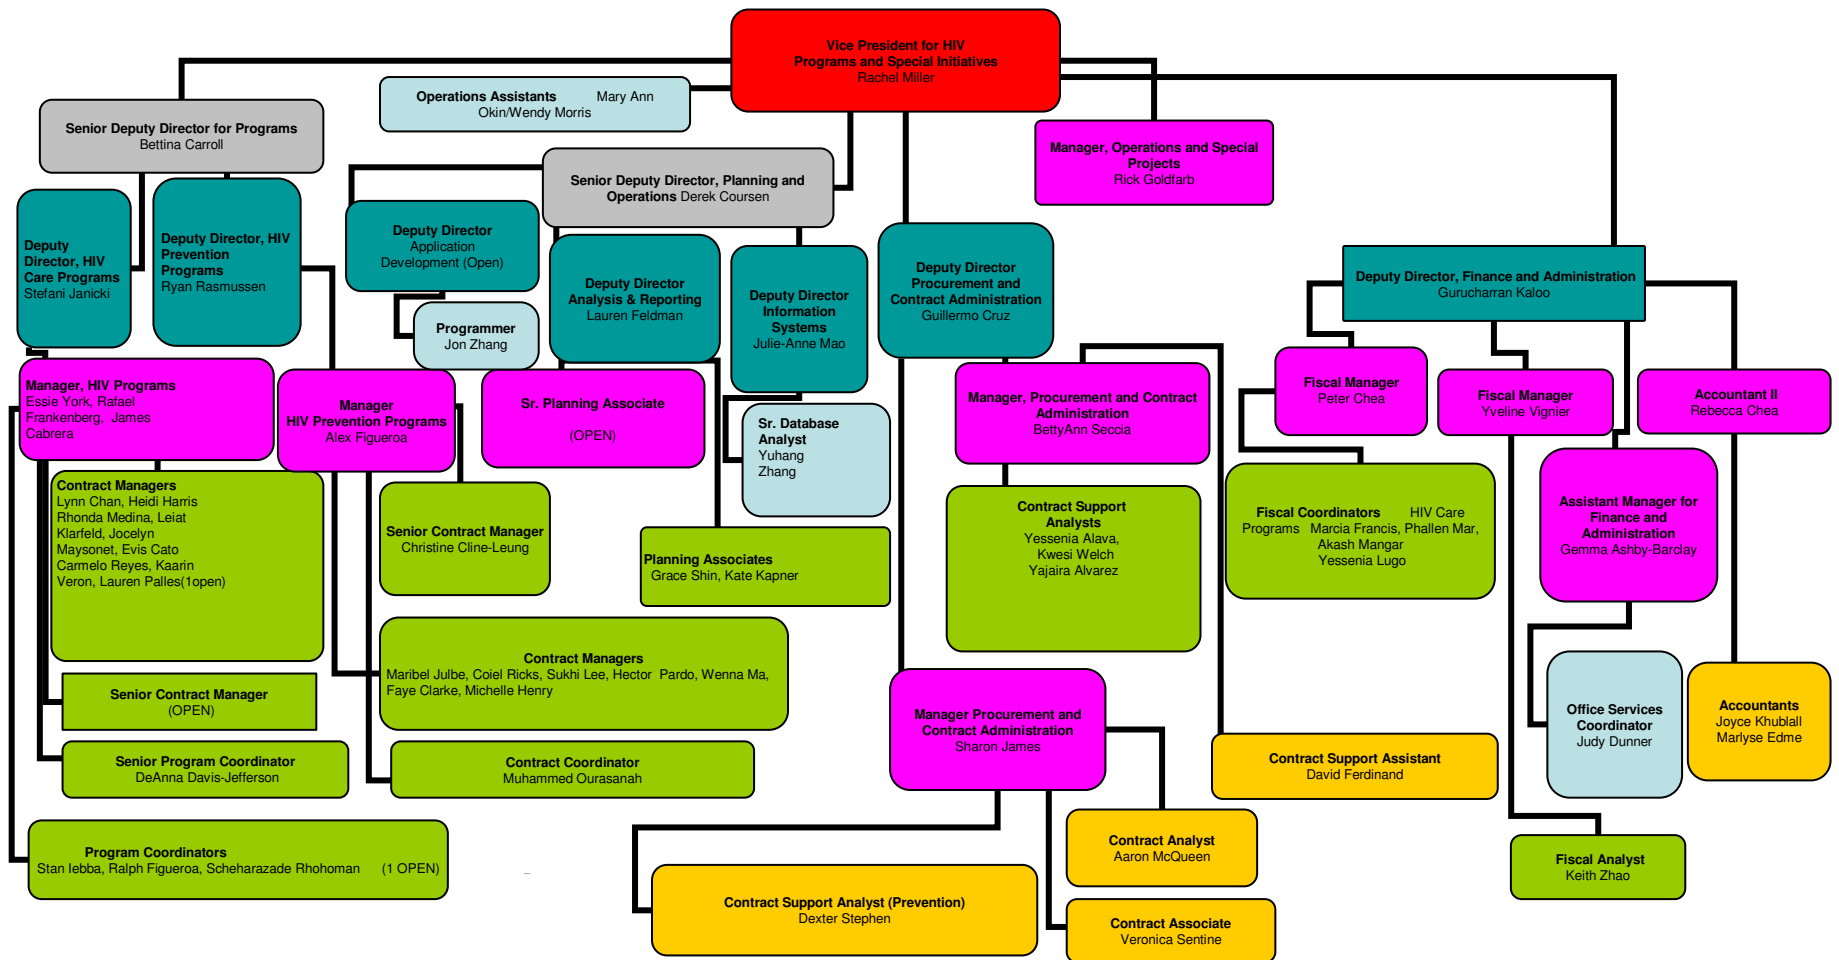 Vice President for HIV
Programs and Special Initiatives
Rachel Miller
Operations Assistants Mary Ann
Okin/Wendy Morris
Senior Deputy Director for Programs
Bettina Carroll
Manager, Operations and Special
Projects
Rick Goldfarb
Senior Deputy Director, Planning and
Operations Derek Coursen
Deputy
Director, HIV
Care Programs
Stefani Janicki
Deputy Director, HIV
Prevention
Programs
Ryan Rasmussen
Deputy Director
Application
Development (Open)
Deputy Director
Analysis & Reporting
Lauren Feldman
Deputy Director
Information
Systems
Julie-Anne Mao
Deputy Director
Procurement and
Contract Administration
Guillermo Cruz
Deputy Director, Finance and Administration
Gurucharran Kaloo
Programmer
Jon Zhang
Manager, HIV Programs
Essie York, Rafael
Frankenberg, James
Cabrera
Manager
HIV Prevention Programs
Alex Figueroa
Sr. Planning Associate
(OPEN)
Sr. Database
Analyst
Yuhang
Zhang
Manager, Procurement and Contract
Administration
BettyAnn Seccia
Fiscal Manager
Peter Chea
Fiscal Manager
Yveline Vignier
Accountant II
Rebecca Chea
Contract Managers
Lynn Chan, Heidi Harris
Rhonda Medina, Leiat
Klarfeld, Jocelyn
Maysonet, Evis Cato
Carmelo Reyes, Kaarin
Veron, Lauren Palles(1open)
Senior Contract Manager
Christine Cline-Leung
Planning Associates
Grace Shin, Kate Kapner
Contract Support
Analysts
Yessenia Alava,
Kwesi Welch
Yajaira Alvarez
Fiscal Coordinators HIV Care
Programs Marcia Francis, Phallen Mar,
Akash Mangar
Yessenia Lugo
Assistant Manager for
Finance and
Administration
Gemma Ashby-Barclay
Contract Managers
Maribel Julbe, Coiel Ricks, Sukhi Lee, Hector Pardo, Wenna Ma,
Faye Clarke, Michelle Henry
Senior Contract Manager
(OPEN)
Manager Procurement and
Contract Administration
Sharon James
Office Services
Coordinator
Judy Dunner
Accountants
Joyce Khublall
Marlyse Edme
Senior Program Coordinator
DeAnna Davis-Jefferson
Contract Coordinator
Muhammed Ourasanah
Contract Support Assistant
David Ferdinand
Program Coordinators
Stan Iebba, Ralph Figueroa, Scheharazade Rhohoman (1 OPEN)
Contract Analyst
Aaron McQueen
Fiscal Analyst
Keith Zhao
Contract Support Analyst (Prevention)
Dexter Stephen
Contract Associate
Veronica Sentine